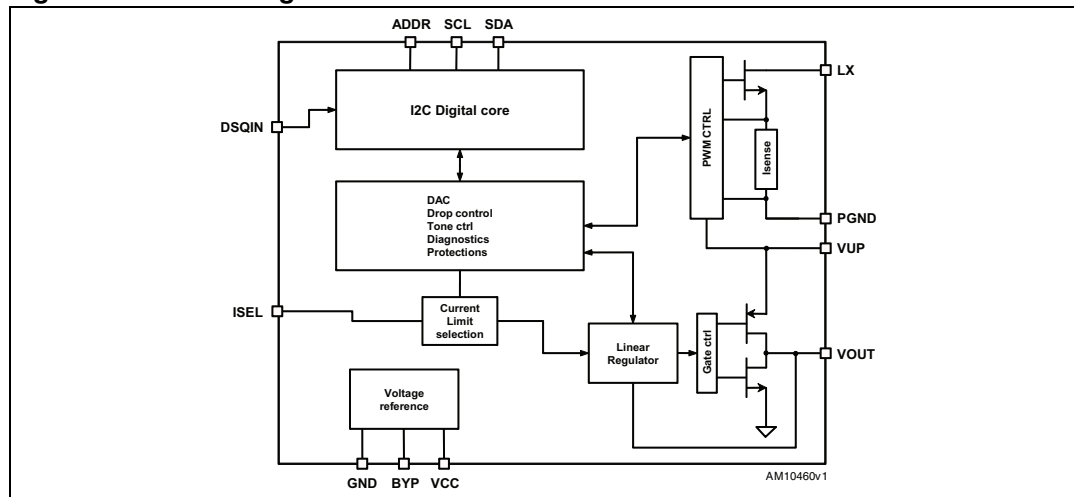 ADDR SCL SDA
LX
I2C Digital core
DSQIN
PWM CTRL
Isense
DAC
Drop control
Tone ctrl
Diagnostics
Protections
PGND
VUP
ISEL
Current
Limit
selection
Linear
Regulator
Gate ctrl
VOUT
Voltage
reference
GND BYP VCC
AM10460v1